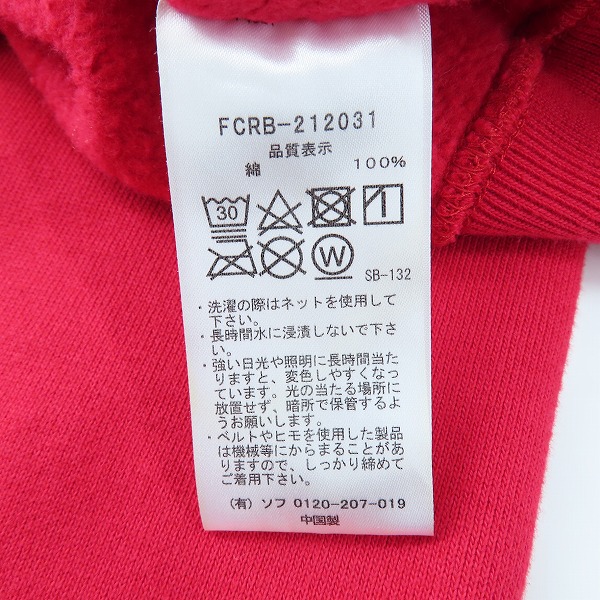 FCRB-212031
品質表示
綿 100%
30
W
SB-132
・洗濯の際はネットを使用して
下さい。
・長時間水に浸漬しないで下さ
い。
・強い日光や照明に長時間当た
りますと、変色しやすくなっ
ています。光の当たる場所に
放置せず、暗所で保管するよ
うお願いします。
・ベルトやヒモを使用した製品
は機械等にからまることがあ
りますので、しっかり締めて
ご着用下さい。
(有) ソフ 0120-207-019
中国製